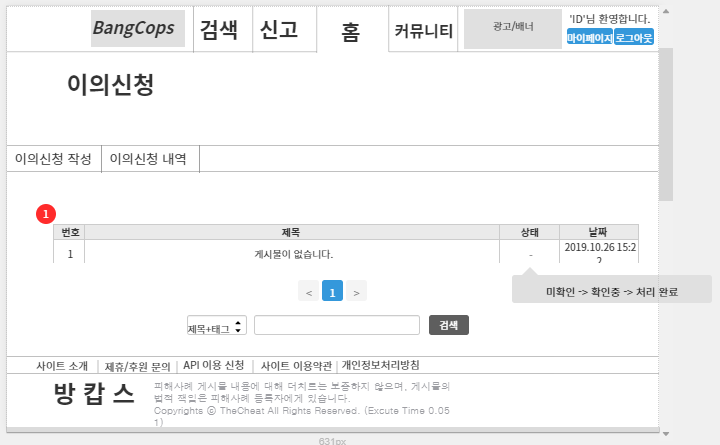 BangCops
검색
신고
홈
커뮤니티
광고/배너
'ID'님 환영합니다.
마이페이지 로그아웃
이의신청
이의신청 작성
이의신청 내역
1
번호 제목 상태 날짜
1 게시물이 없습니다. - 2019.10.26 15:2
2
미확인 -> 확인중 -> 처리 완료
< 1 >
제목+태그
검색
사이트 소개 제휴/후원 문의 API 이용 신청 사이트 이용약관 개인정보처리방침
방 캅 스
피해사례 게시물 내용에 대해 더치트는 보증하지 않으며, 게시물의
법적 책임은 피해사례 등록자에게 있습니다.
Copyrights ⓒ TheCheat All Rights Reserved. (Excute Time 0.05
1)
631px